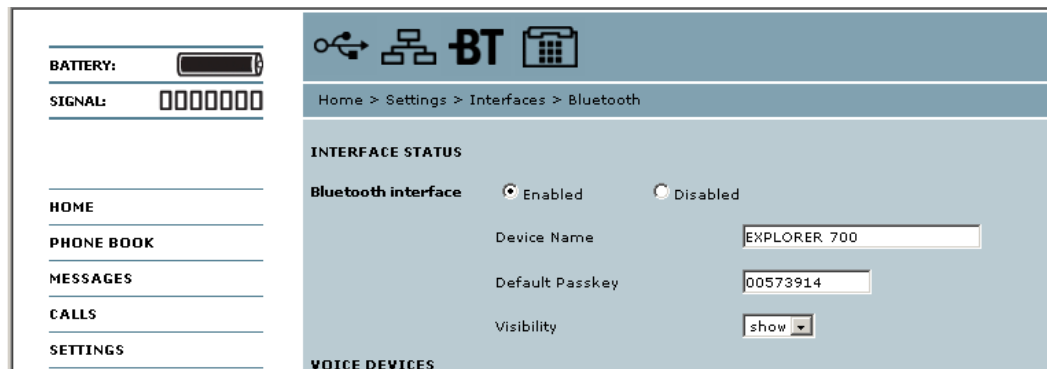 BATTERY:
SIGNAL:
HOME
PHONE BOOK
MESSAGES
CALLS
SETTINGS
BT
Home > Settings > Interfaces > Bluetooth
INTERFACE STATUS
Bluetooth interface Enabled Disabled
Device Name EXPLORER 700
Default Passkey 00573914
Visibility show
VOICE DEVICES